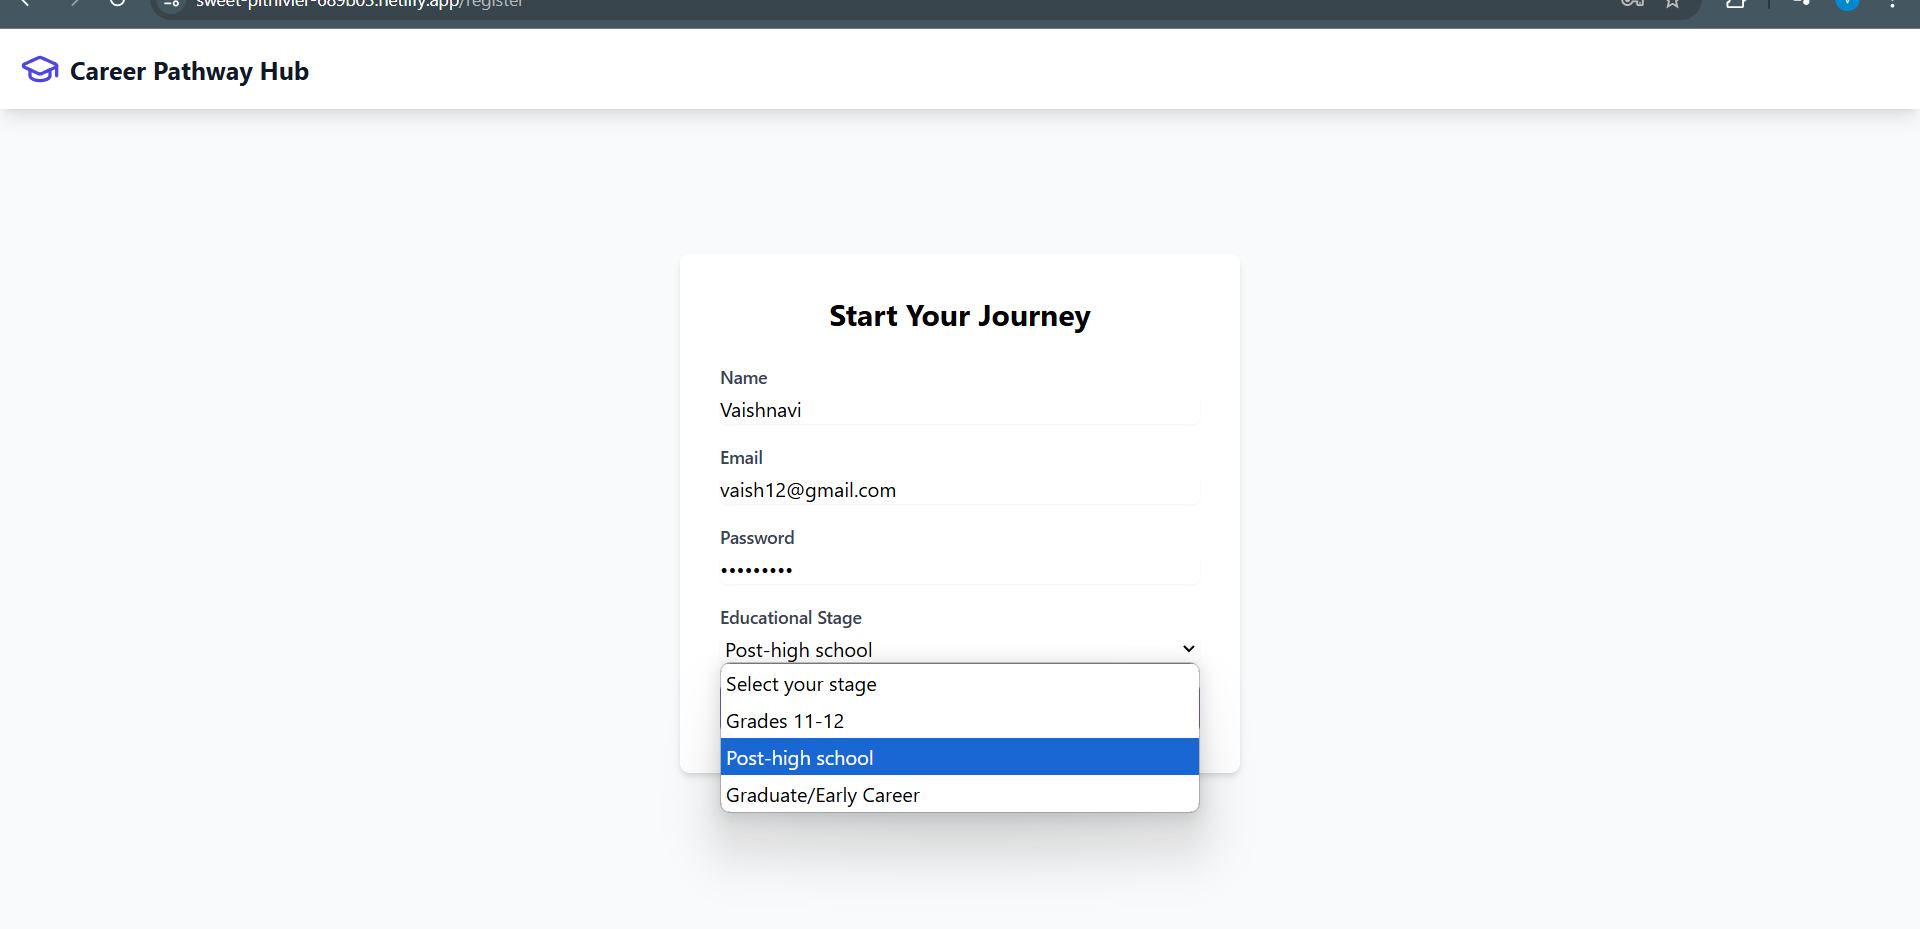 sweet-pithivier-689b05.netlify.app/register
Career Pathway Hub
Start Your Journey
Name
Vaishnavi
Email
vaish12@gmail.com
Password
•••••••••
Educational Stage
Post-high school
Select your stage
Grades 11-12
Post-high school
Graduate/Early Career